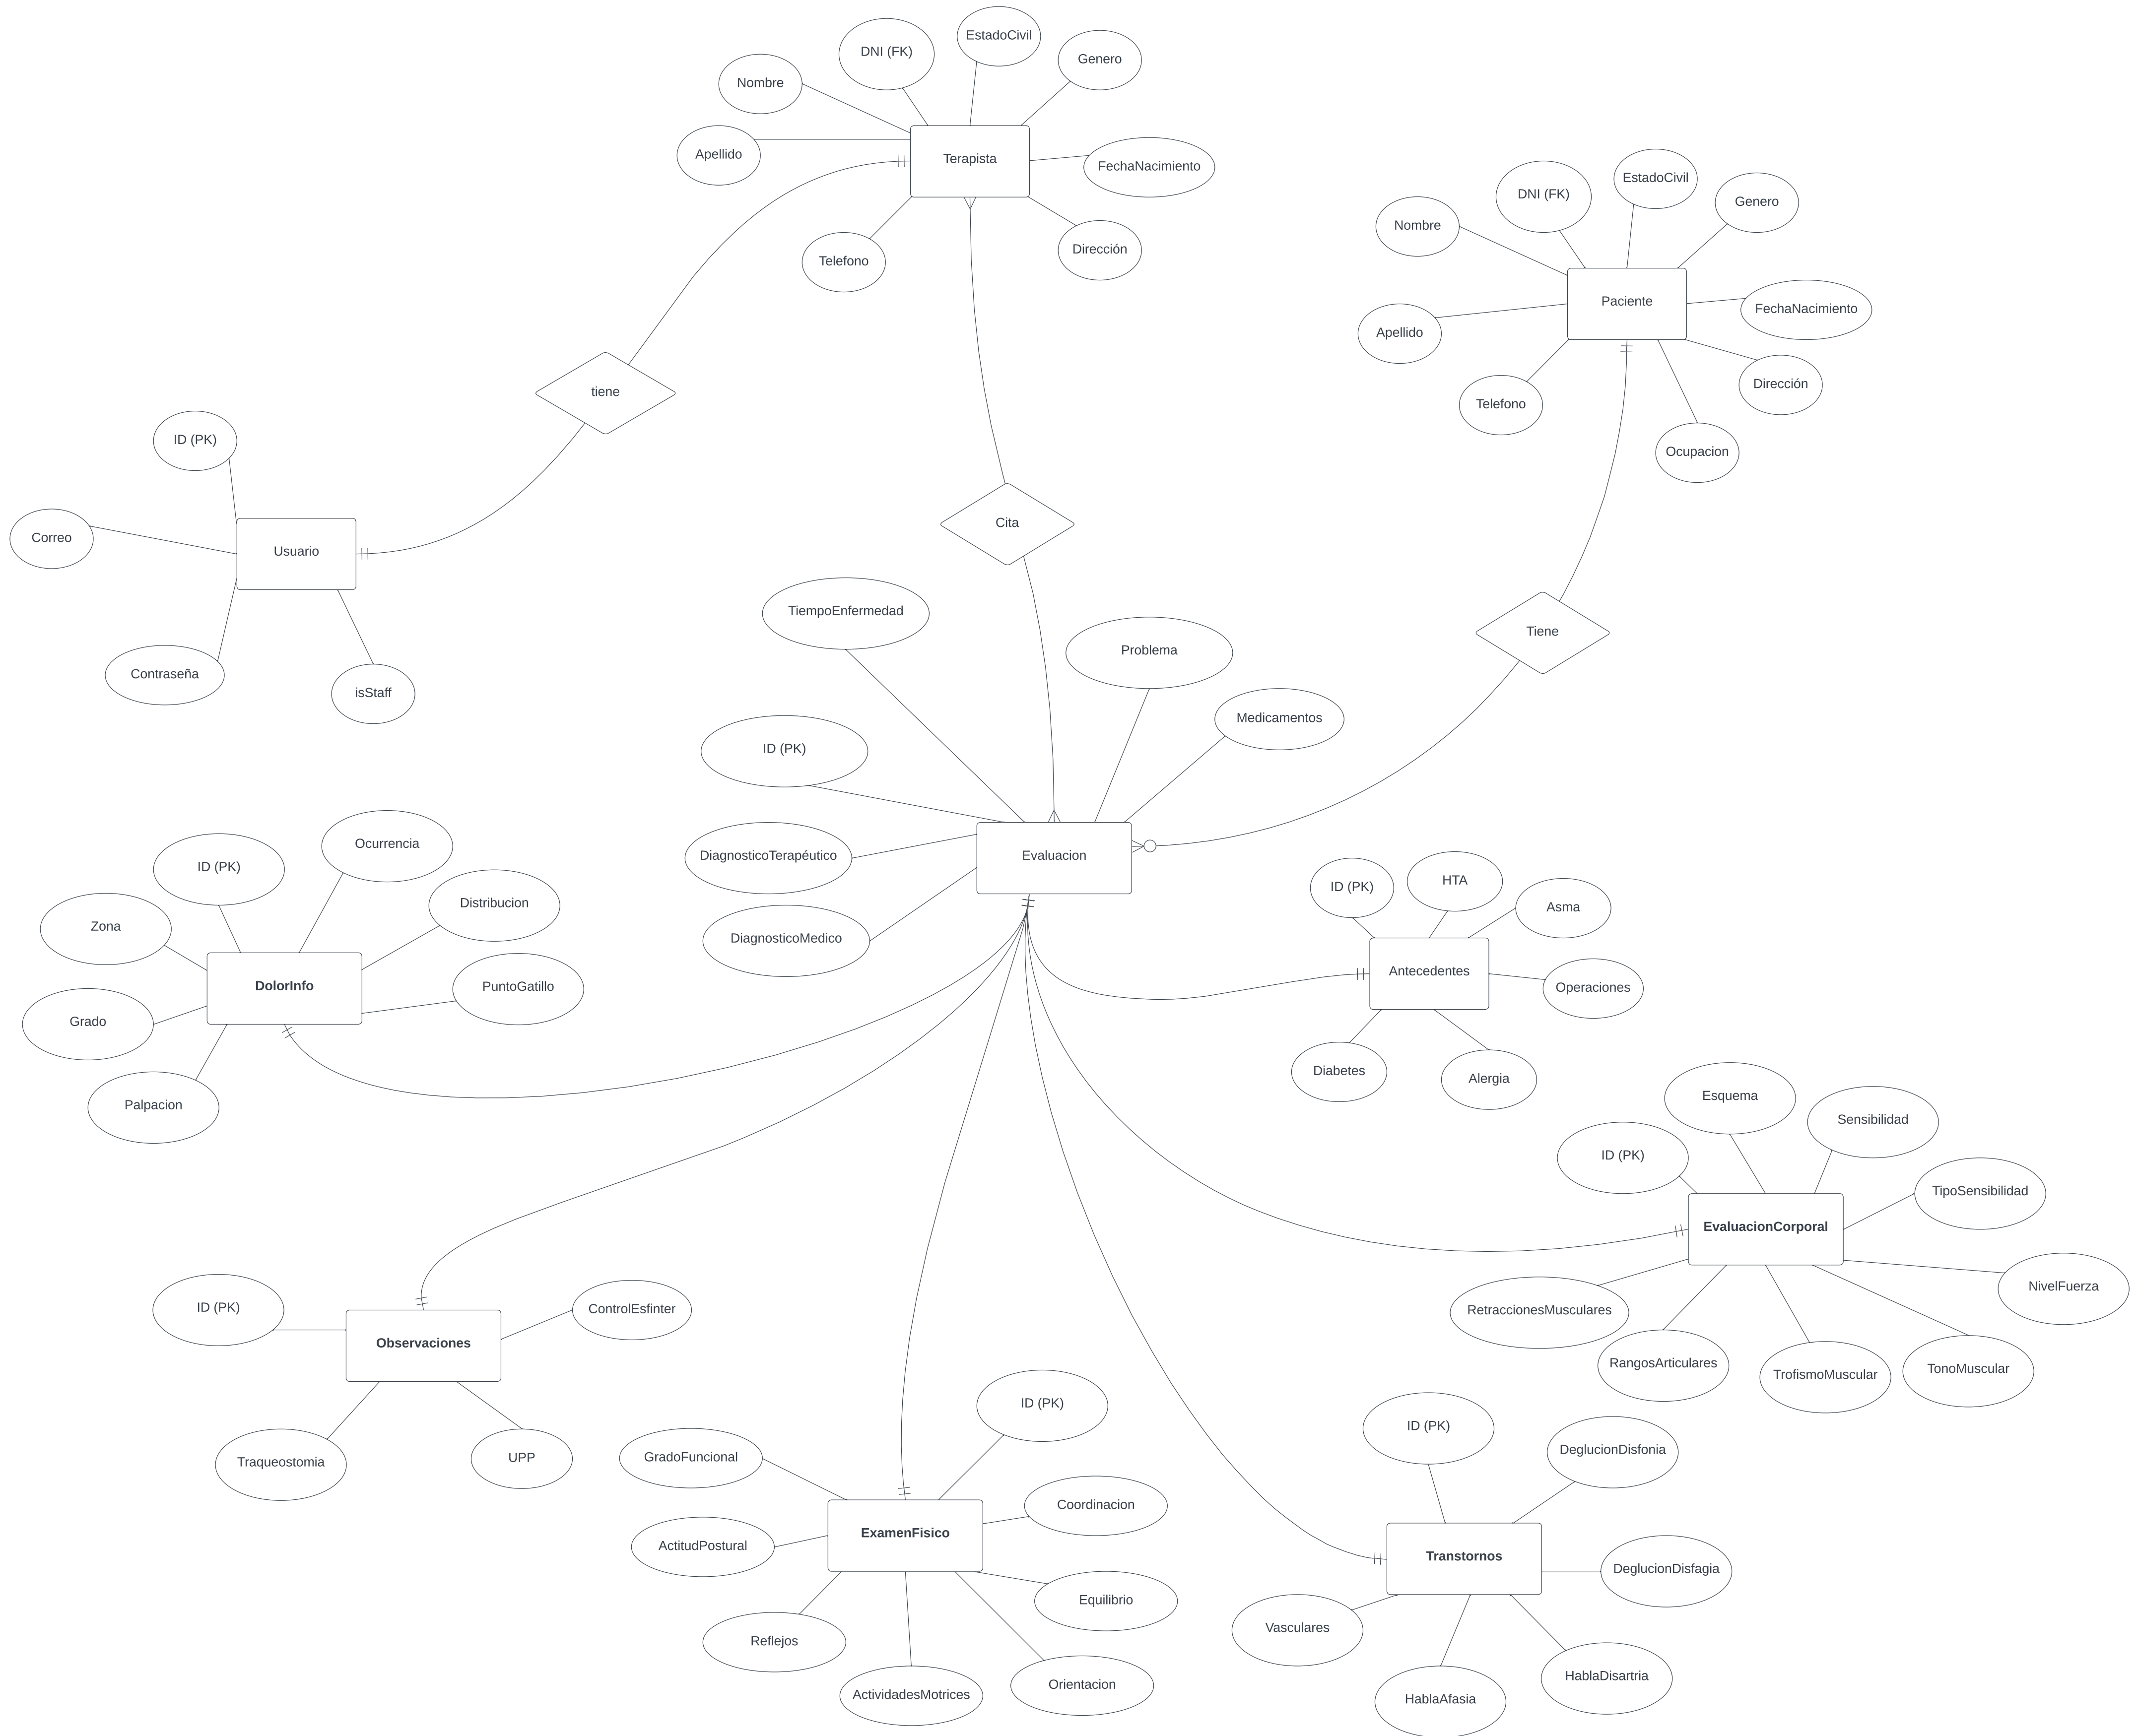 EstadoCivil
DNI (FK)
Genero
Nombre
Apellido
Terapista
FechaNacimiento
Telefono
Dirección
EstadoCivil
DNI (FK)
Genero
Nombre
Paciente
FechaNacimiento
Apellido
Dirección
Telefono
Ocupacion
tiene
ID (PK)
Correo
Usuario
Contraseña
isStaff
Cita
Tiene
TiempoEnfermedad
Problema
Medicamentos
ID (PK)
DiagnosticoTerapéutico
Evaluacion
DiagnosticoMedico
Ocurrencia
ID (PK)
Distribucion
Zona
DolorInfo
PuntoGatillo
Grado
Palpacion
ID (PK)
HTA
Asma
Antecedentes
Operaciones
Diabetes
Alergia
Esquema
Sensibilidad
ID (PK)
TipoSensibilidad
EvaluacionCorporal
NivelFuerza
RetraccionesMusculares
RangosArticulares
TrofismoMuscular
TonoMuscular
ID (PK)
ControlEsfinter
Observaciones
Traqueostomia
UPP
ID (PK)
GradoFuncional
Coordinacion
ExamenFisico
ActitudPostural
Equilibrio
Reflejos
Orientacion
ActividadesMotrices
ID (PK)
DeglucionDisfonia
Transtornos
DeglucionDisfagia
Vasculares
HablaDisartria
HablaAfasia